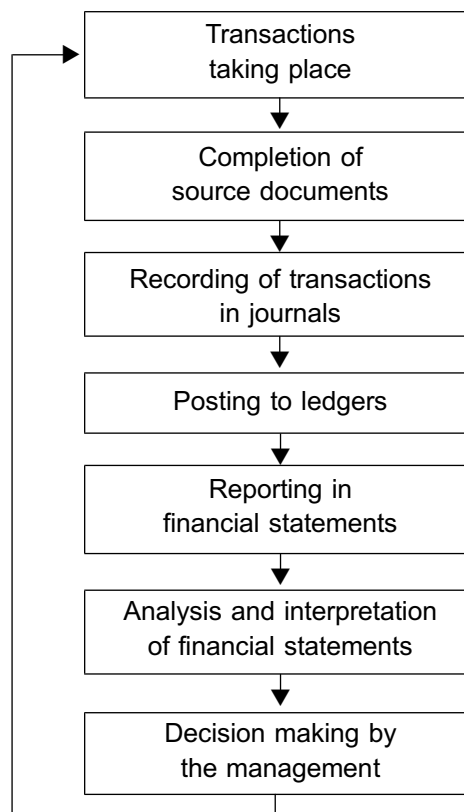 Transactions
taking place
Completion of
source documents
Recording of transactions
in journals
Posting to ledgers
Reporting in
financial statements
Analysis and interpretation
of financial statements
Decision making by
the management